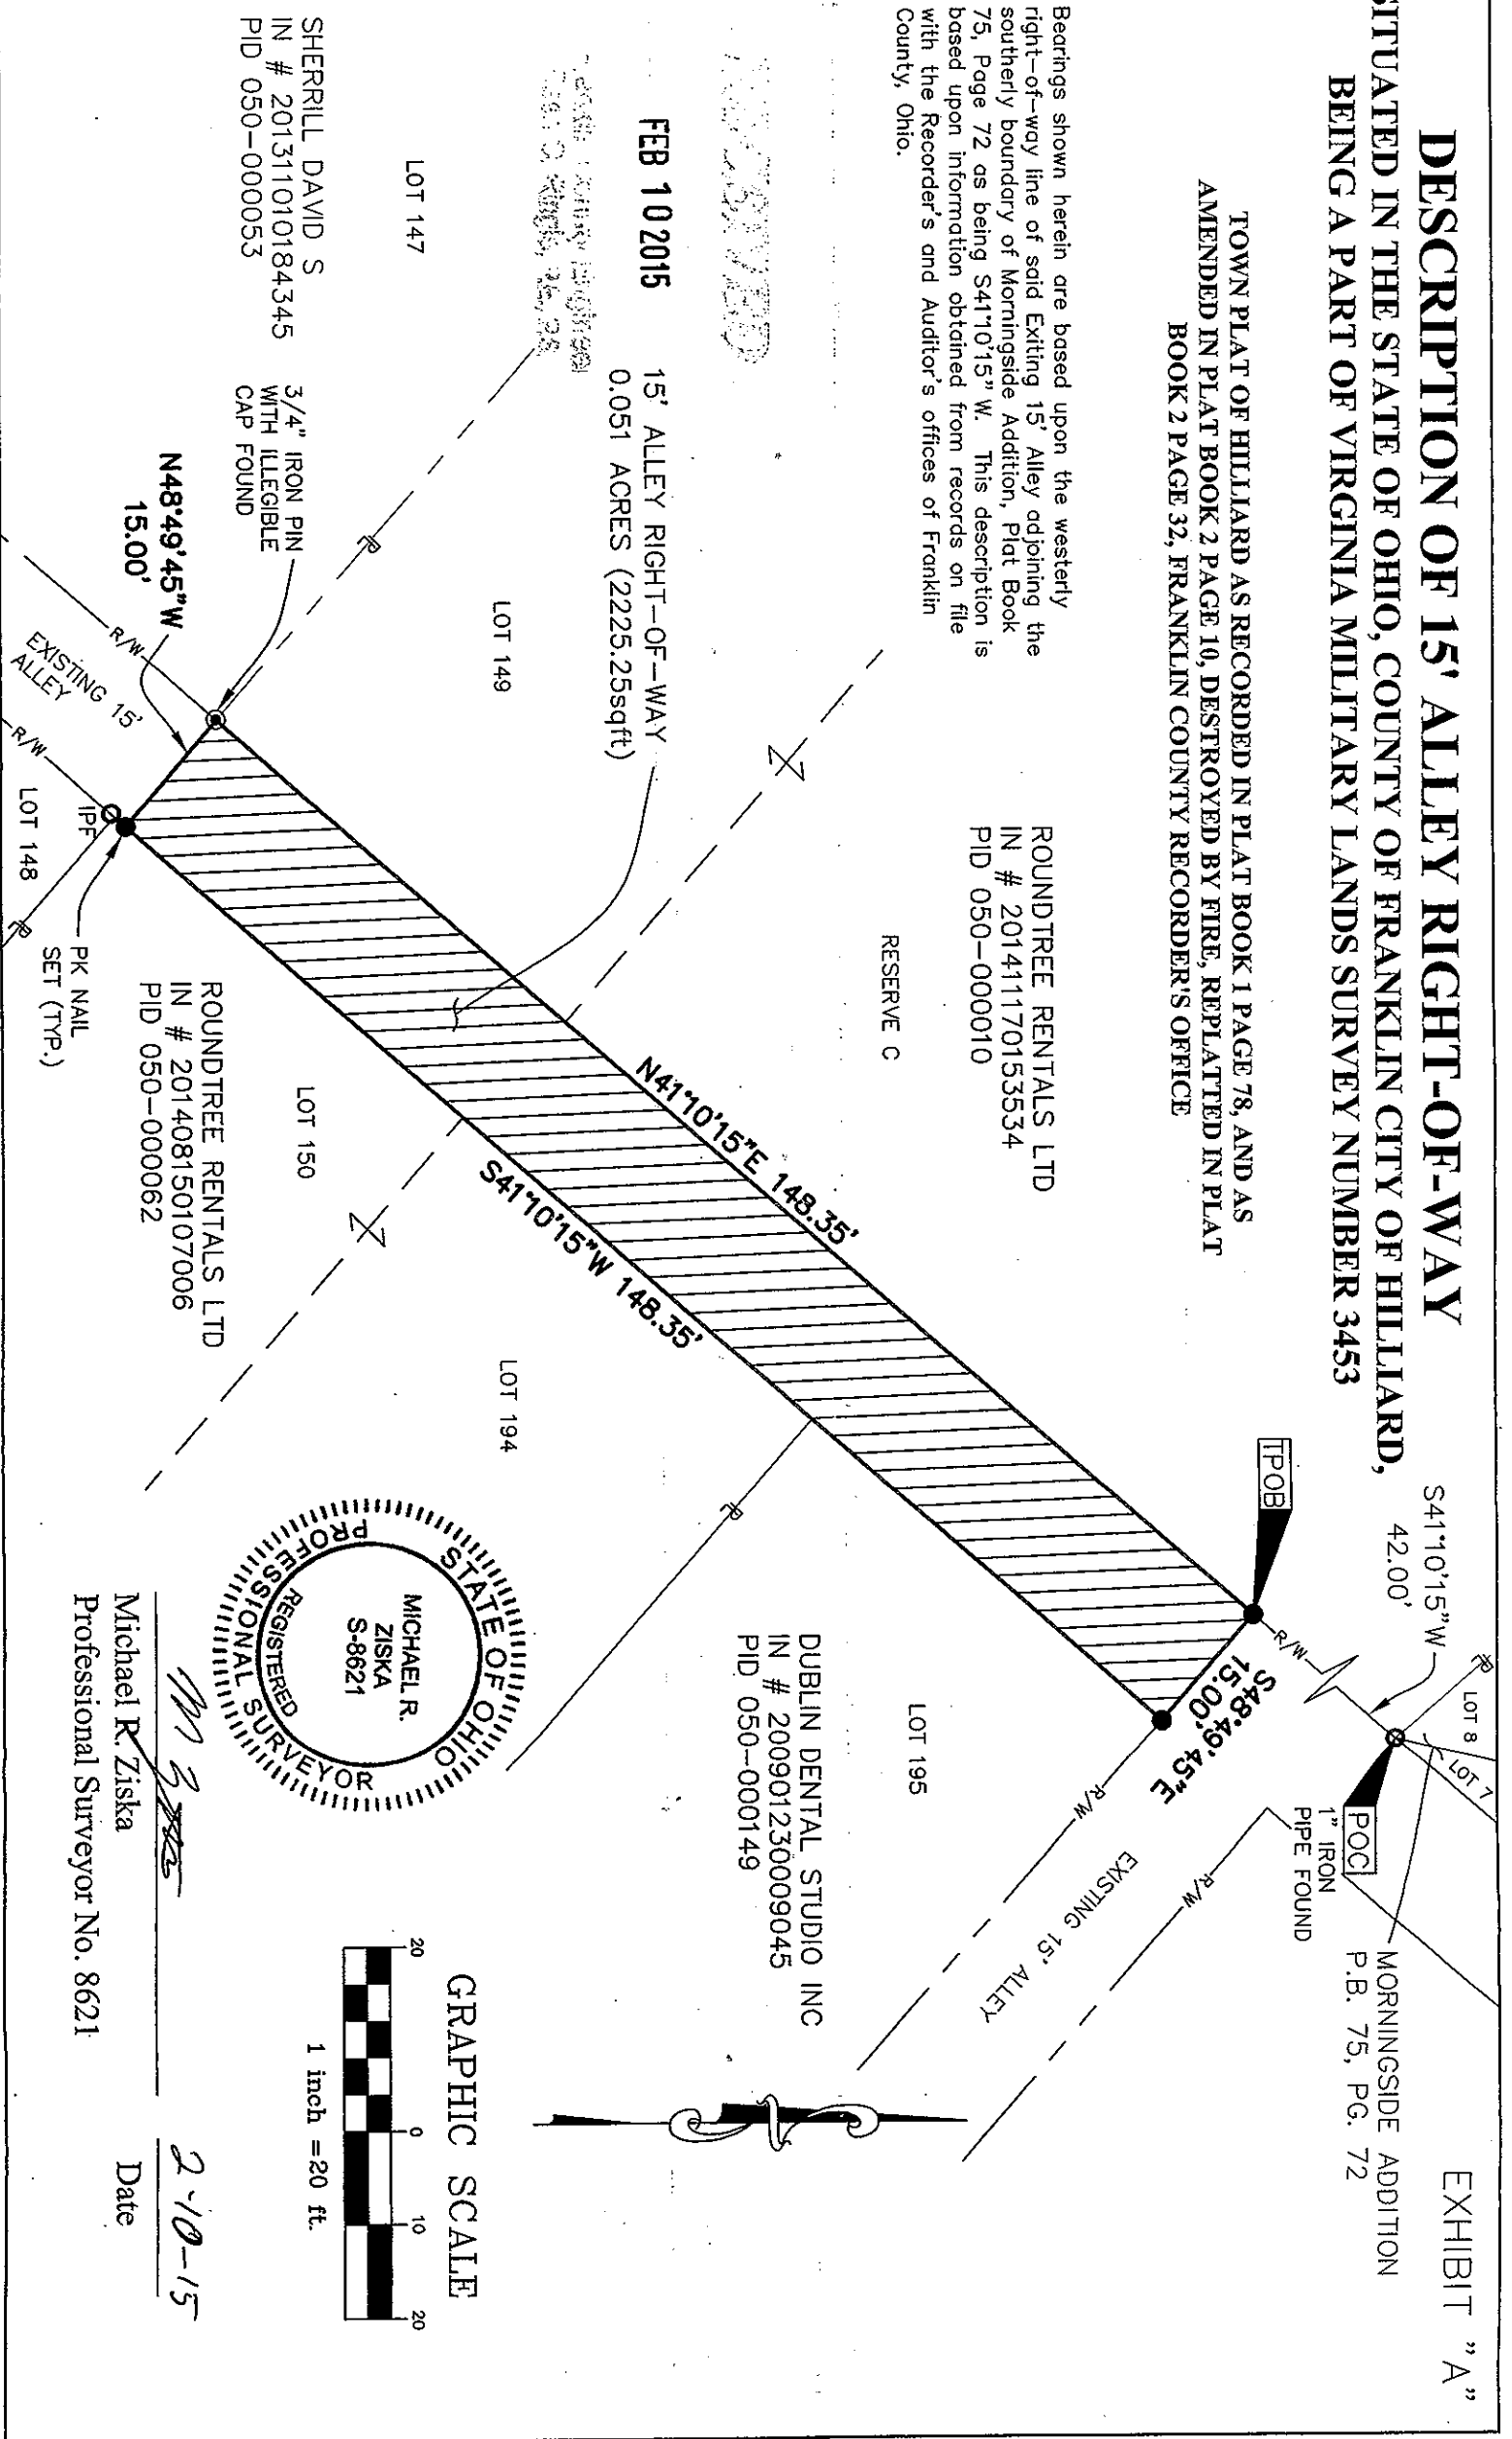 EXHIBIT "A"
DESCRIPTION OF 15' ALLEY RIGHT-OF-WAY
SITUATED IN THE STATE OF OHIO, COUNTY OF FRANKLIN CITY OF HILLIARD,
BEING A PART OF VIRGINIA MILITARY LANDS SURVEY NUMBER 3453
TOWN PLAT OF HILLIARD AS RECORDED IN PLAT BOOK 1 PAGE 78, AND AS
AMENDED IN PLAT BOOK 2 PAGE 10, DESTROYED BY FIRE, REPLATTED IN PLAT
BOOK 2 PAGE 32, FRANKLIN COUNTY RECORDER'S OFFICE
Bearings shown herein are based upon the westerly
right-of-way line of said Exiting 15' Alley adjoining the
southerly boundary of Morningside Addition, Plat Book
75, Page 72 as being S41°10'15" W. This description is
based upon information obtained from records on file
with the Recorder's and Auditor's offices of Franklin
County, Ohio.
S41°10'15"W
42.00'
LOT 8
LOT 7
POC
1" IRON
PIPE FOUND
MORNINGSIDE ADDITION
P.B. 75, PG. 72
TPOB
R/W
S48°49'45"E
15.00'
R/W
R/W
EXISTING 15' ALLEY
ROUNDTREE RENTALS LTD
IN # 201411170153534
PID 050-000010
RESERVE C
LOT 195
DUBLIN DENTAL STUDIO INC
IN # 200901230009045
PID 050-000149
N41°10'15"E 148.35'
S41°10'15"W 148.35'
FEB 10 2015
15' ALLEY RIGHT-OF-WAY
0.051 ACRES (2225.25sqft)
LOT 149
LOT 194
LOT 147
SHERRILL DAVID S
IN # 201311010184345
PID 050-000053
3/4" IRON PIN
WITH ILLEGIBLE
CAP FOUND
N48°49'45"W
15.00'
R/W
EXISTING 15'
ALLEY
R/W
IPF
LOT 148
PK NAIL
SET (TYP.)
LOT 150
ROUNDTREE RENTALS LTD
IN # 201408150107006
PID 050-000062
STATE OF OHIO
MICHAEL R.
ZISKA
S-8621
REGISTERED
PROFESSIONAL SURVEYOR
GRAPHIC SCALE
20 0 10 20
1 inch =20 ft.
2-10-15
Michael R. Ziska
Date
Professional Surveyor No. 8621